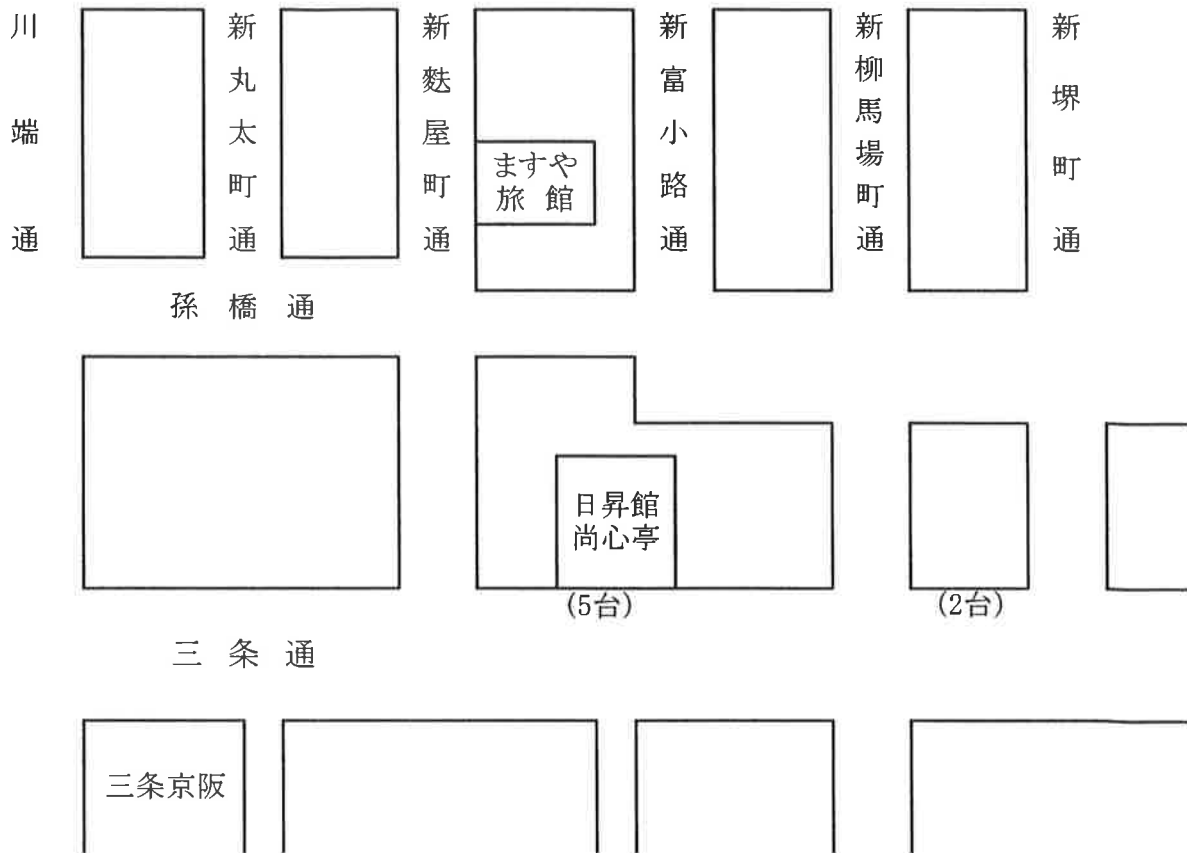 川端通
新丸太町通
新麩屋町通
新富小路通
新柳馬場町通
新堺町通
ますや
旅館
孫橋通
日昇館
尚心亭
(5台)
(2台)
三条通
三条京阪